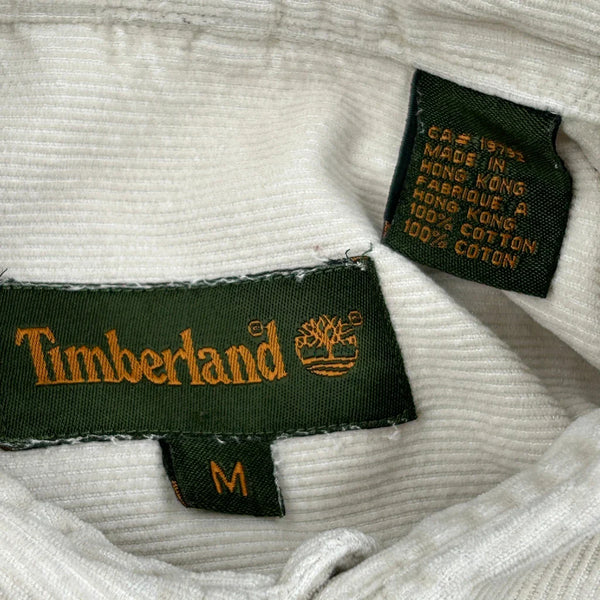 Timberland ®
®
M
CA# 19752
MADE IN
HONG KONG
FABRIQUE A
HONG KONG
100% COTTON
100% COTON